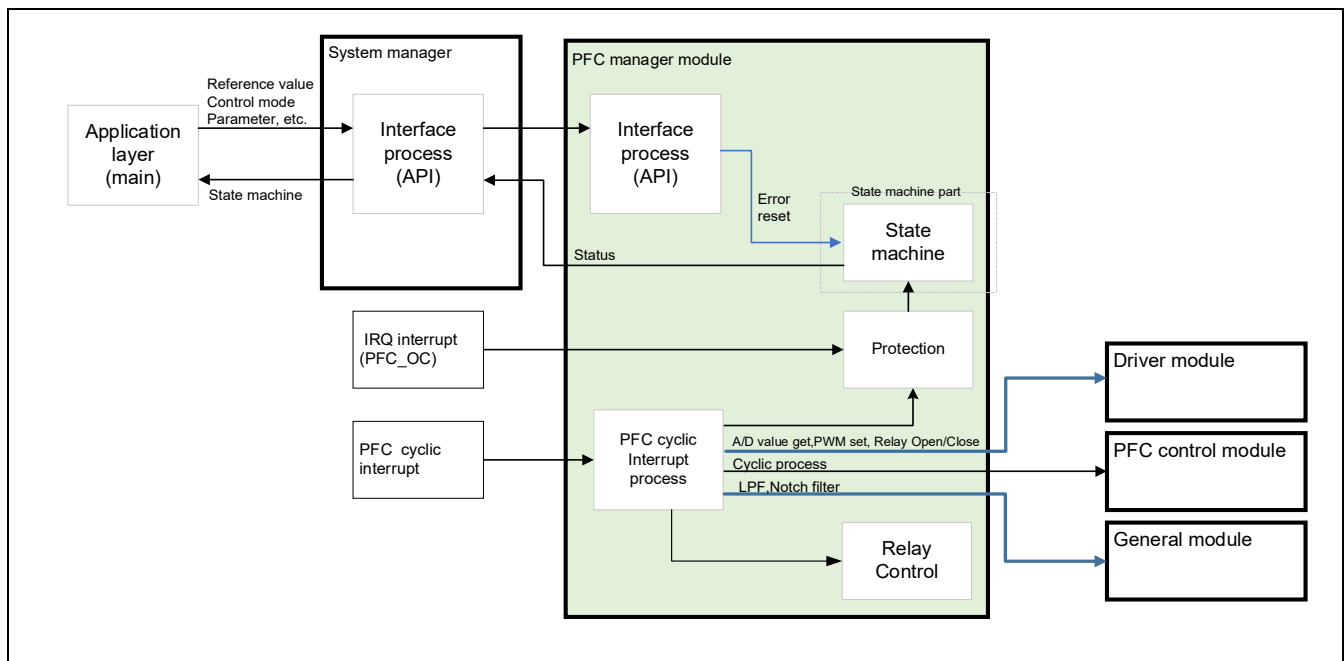 System manager
PFC manager module
Reference value
Control mode
Parameter, etc.
Application
layer
(main)
Interface
process
(API)
Interface
process
(API)
State machine
Error
reset
State machine part
State
machine
Status
IRQ interrupt
(PFC_OC)
Protection
Driver module
PFC cyclic
interrupt
PFC cyclic
Interrupt
process
A/D value get,PWM set, Relay Open/Close
Cyclic process
LPF,Notch filter
PFC control module
General module
Relay
Control